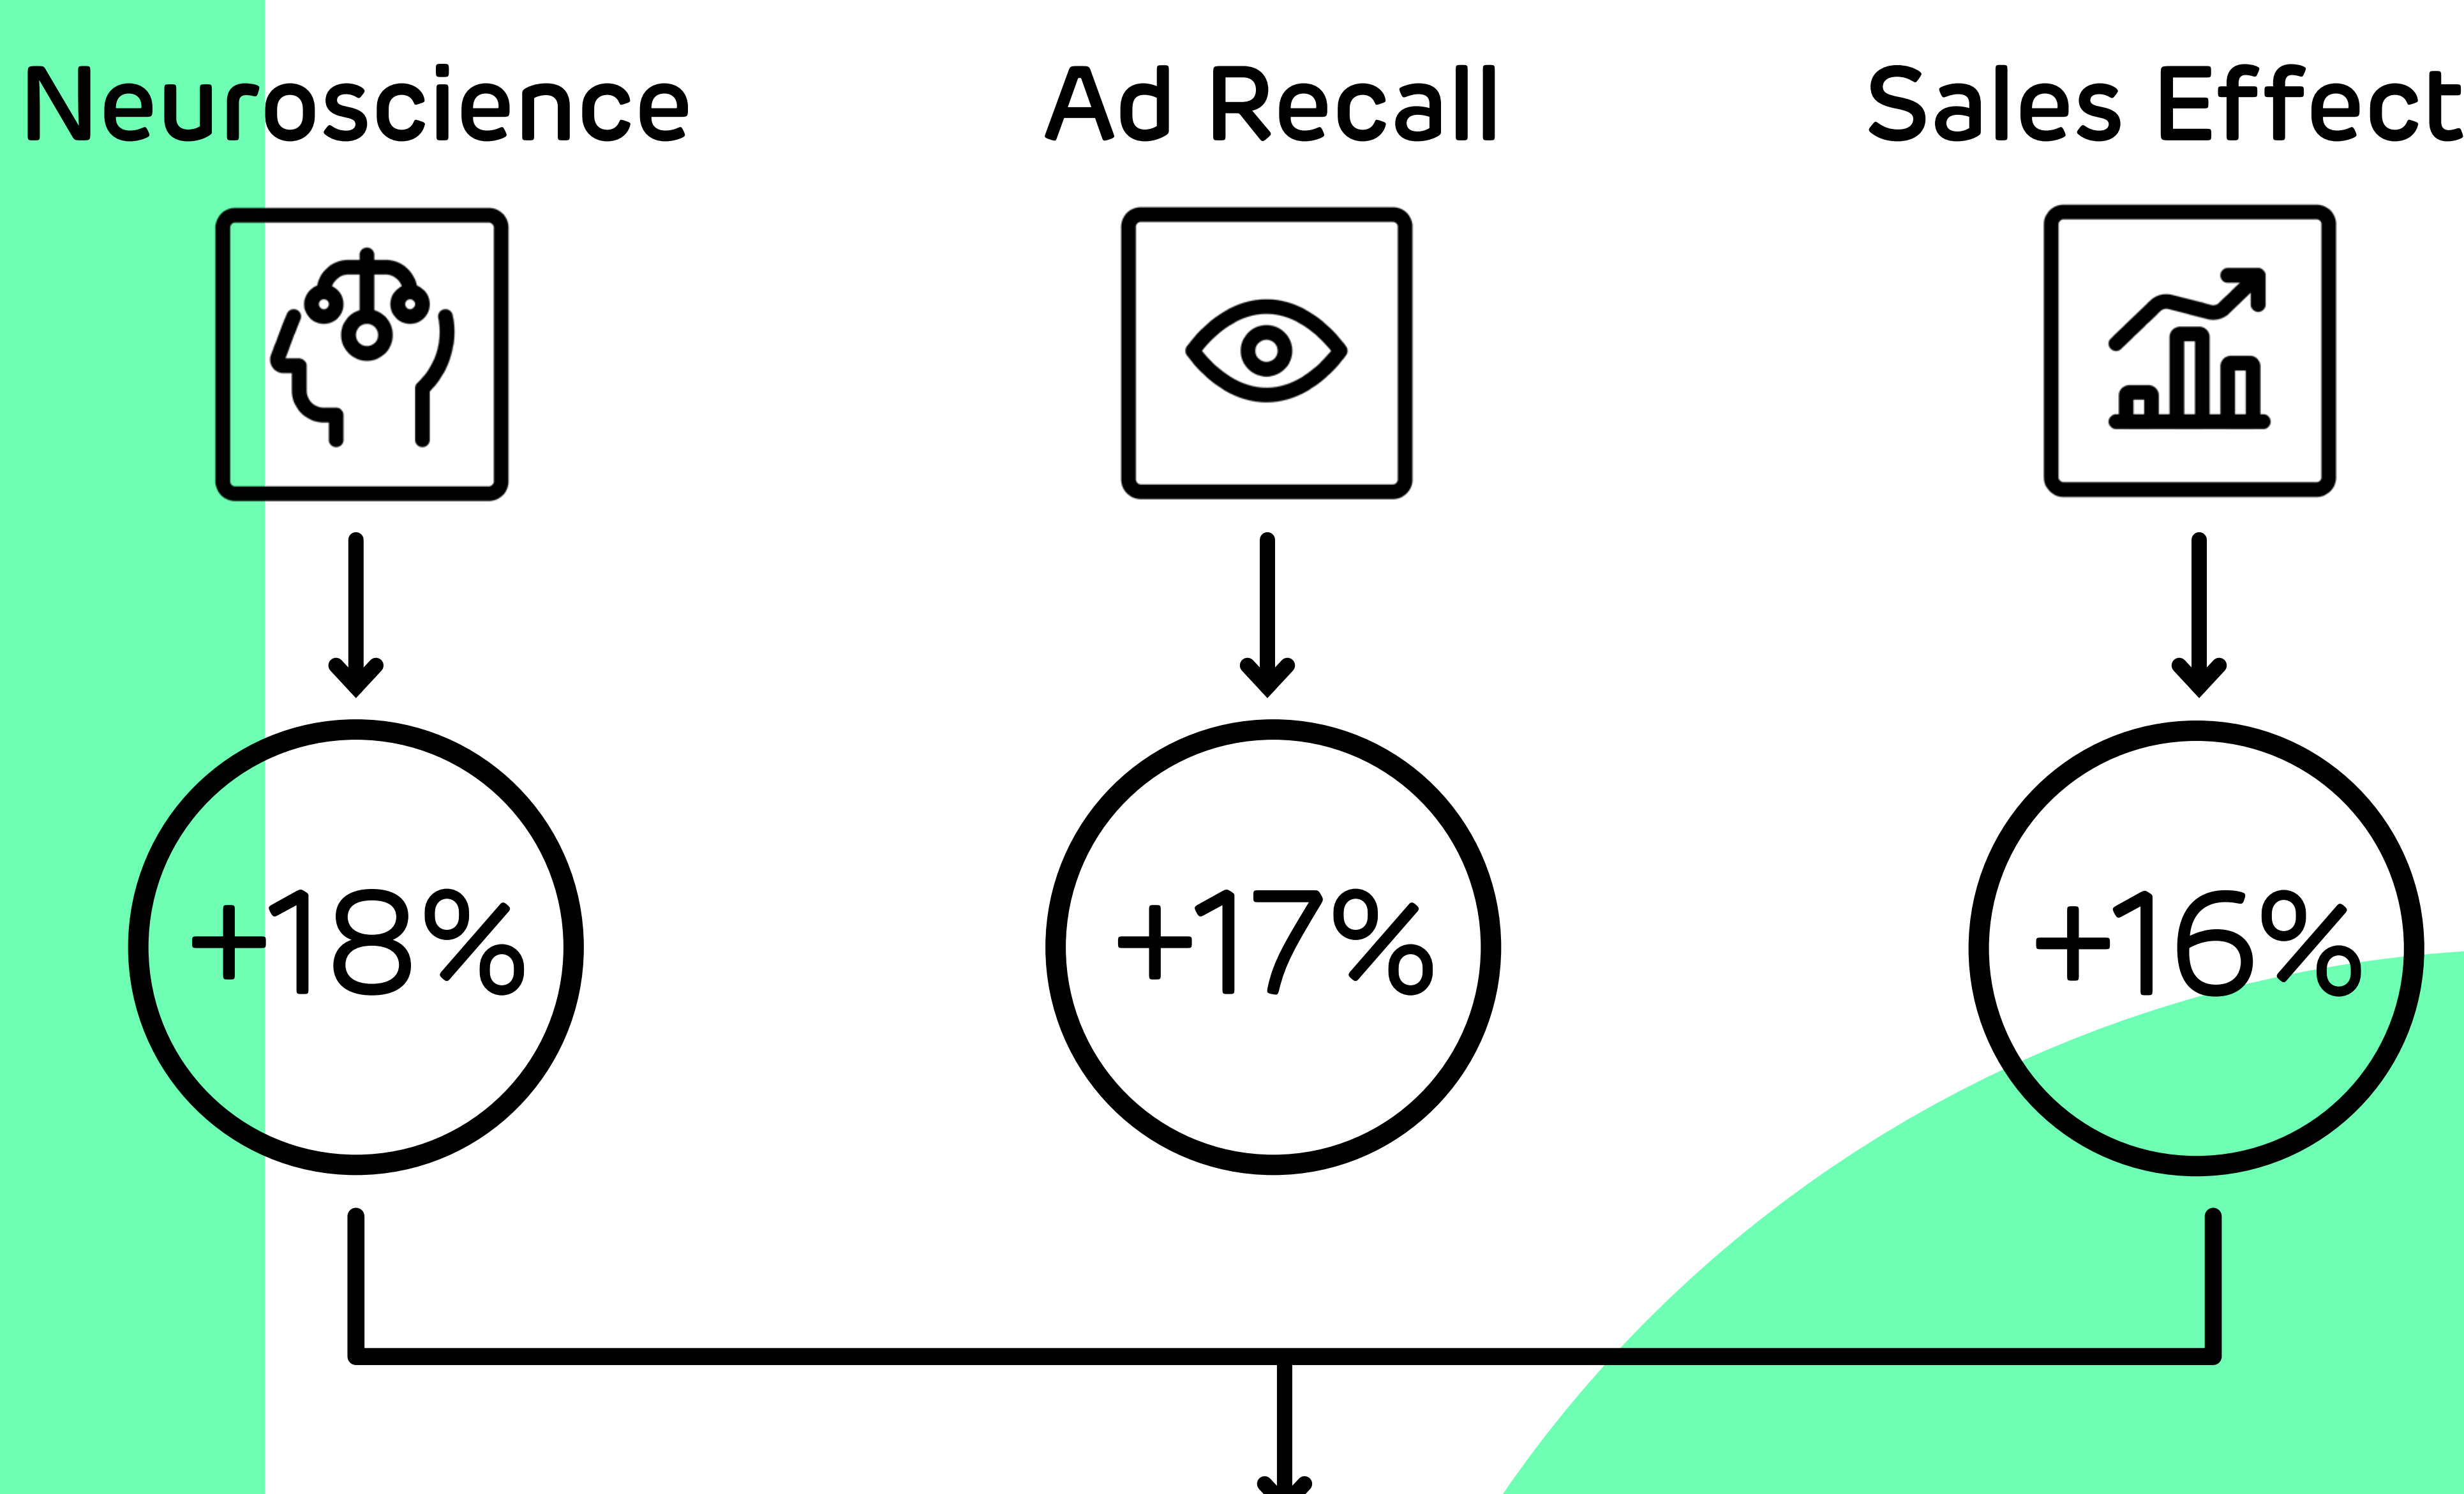 Neuroscience
Ad Recall
Sales Effect
+18%
+17%
+16%